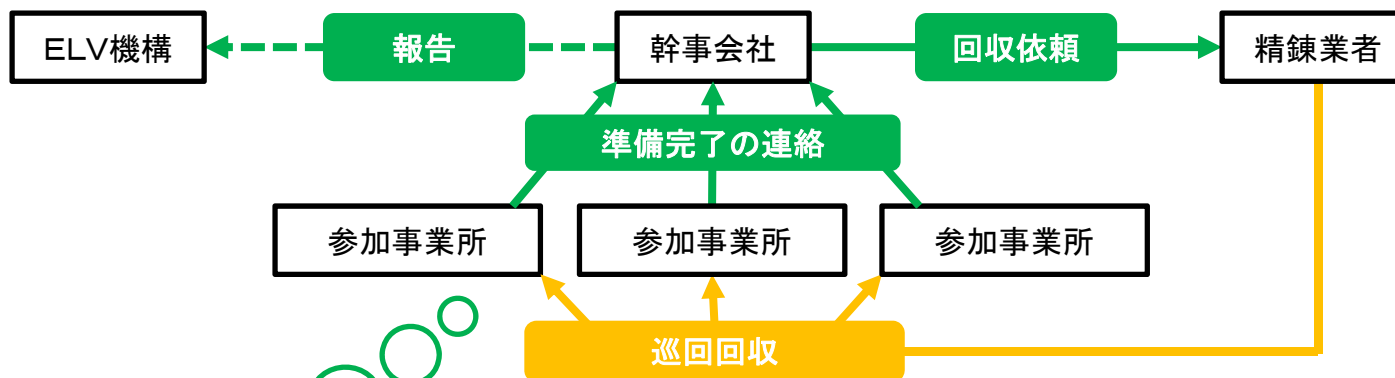 ELV機構
報告
幹事会社
回収依頼
精錬業者
準備完了の連絡
参加事業所
参加事業所
参加事業所
巡回回収